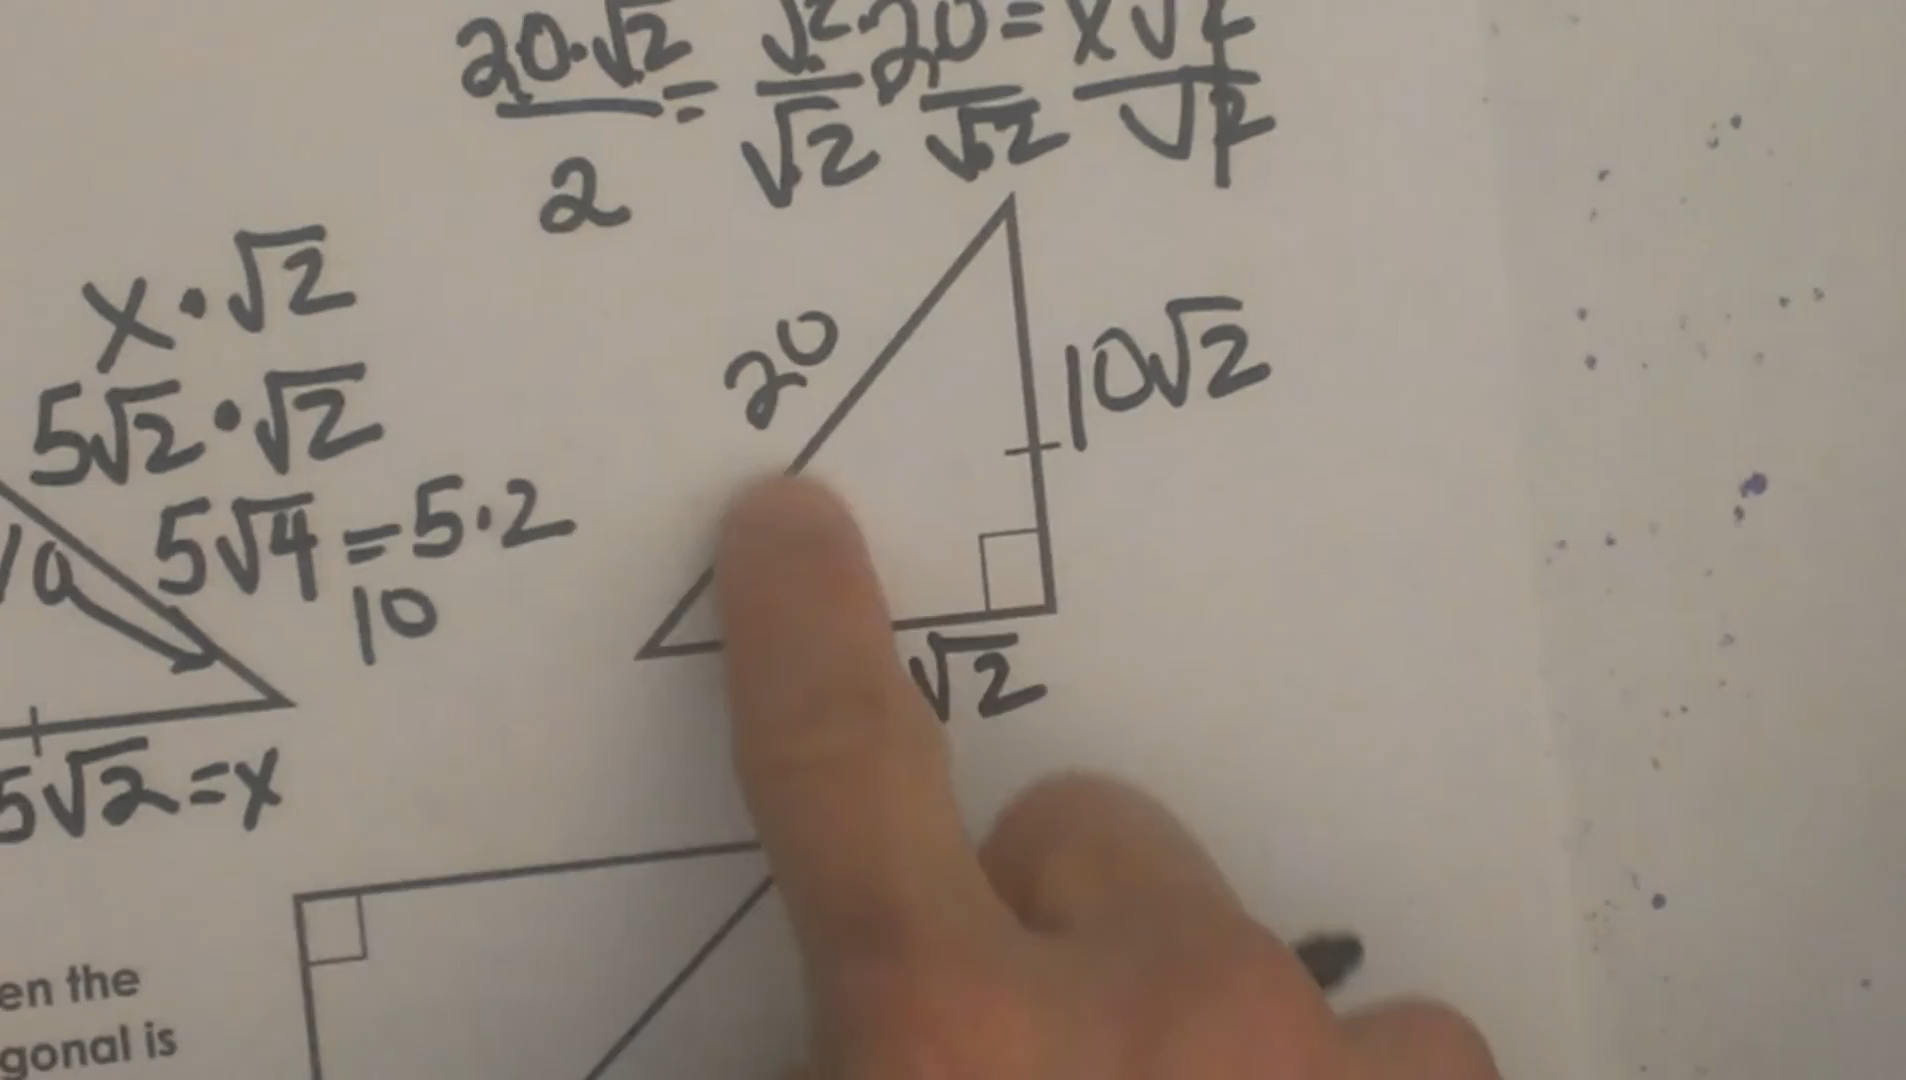 20·√2 = √2 · 20 = x√2
2 √2 √2 √2
x·√2
5√2·√2
5√4 = 5·2
10
20
10√2
√2
5√2=x
en the
gonal is